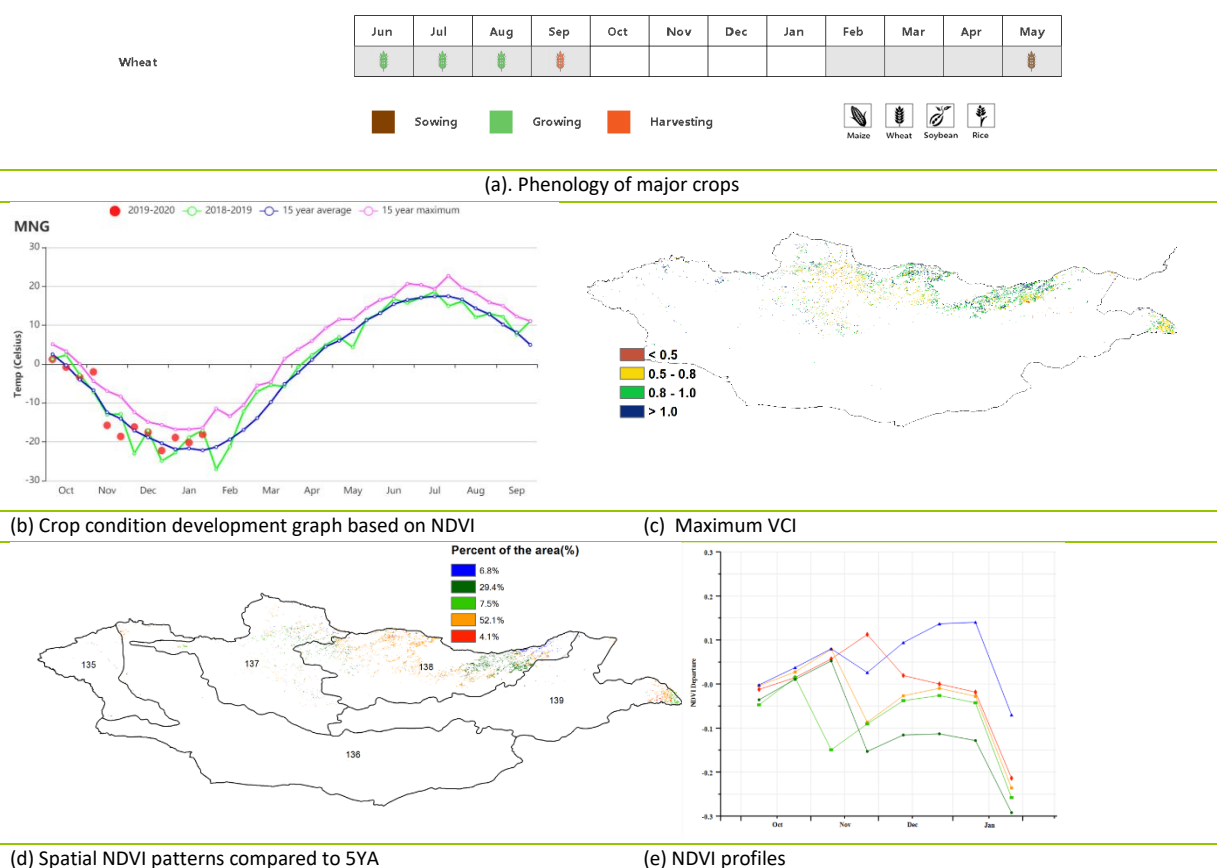 Jun Jul Aug Sep Oct Nov Dec Jan Feb Mar Apr May
Wheat
Sowing Growing Harvesting
Maize Wheat Soybean Rice
(a). Phenology of major crops
2019-2020 2018-2019 15 year average 15 year maximum
MNG
Temp (Celsius)
30
20
10
0
-10
-20
-30
Oct Nov Dec Jan Feb Mar Apr May Jun Jul Aug Sep
< 0.5
0.5 - 0.8
0.8 - 1.0
> 1.0
(b) Crop condition development graph based on NDVI
(c) Maximum VCI
Percent of the area(%)
6.8%
29.4%
7.5%
52.1%
4.1%
135
137
138
139
136
NDVI Departure
0.3
0.2
0.1
-0.0
-0.1
-0.2
-0.3
Oct Nov Dec Jan
(d) Spatial NDVI patterns compared to 5YA
(e) NDVI profiles